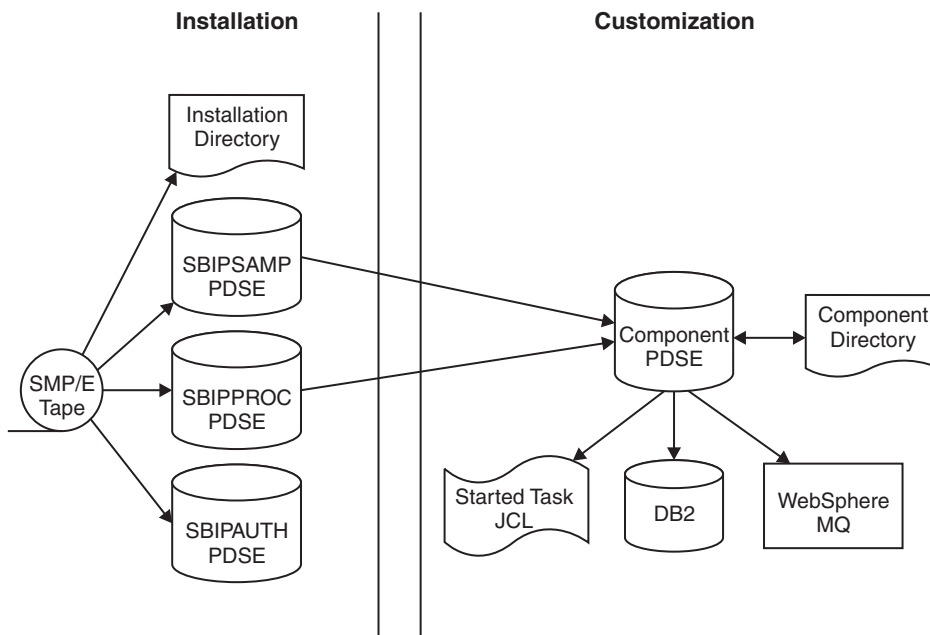 Installation
Customization
Installation
Directory
SBIPSAMP
PDSE
SMP/E
Tape
SBIPPROC
PDSE
SBIPAUTH
PDSE
Component
PDSE
Component
Directory
Started Task
JCL
DB2
WebSphere
MQ